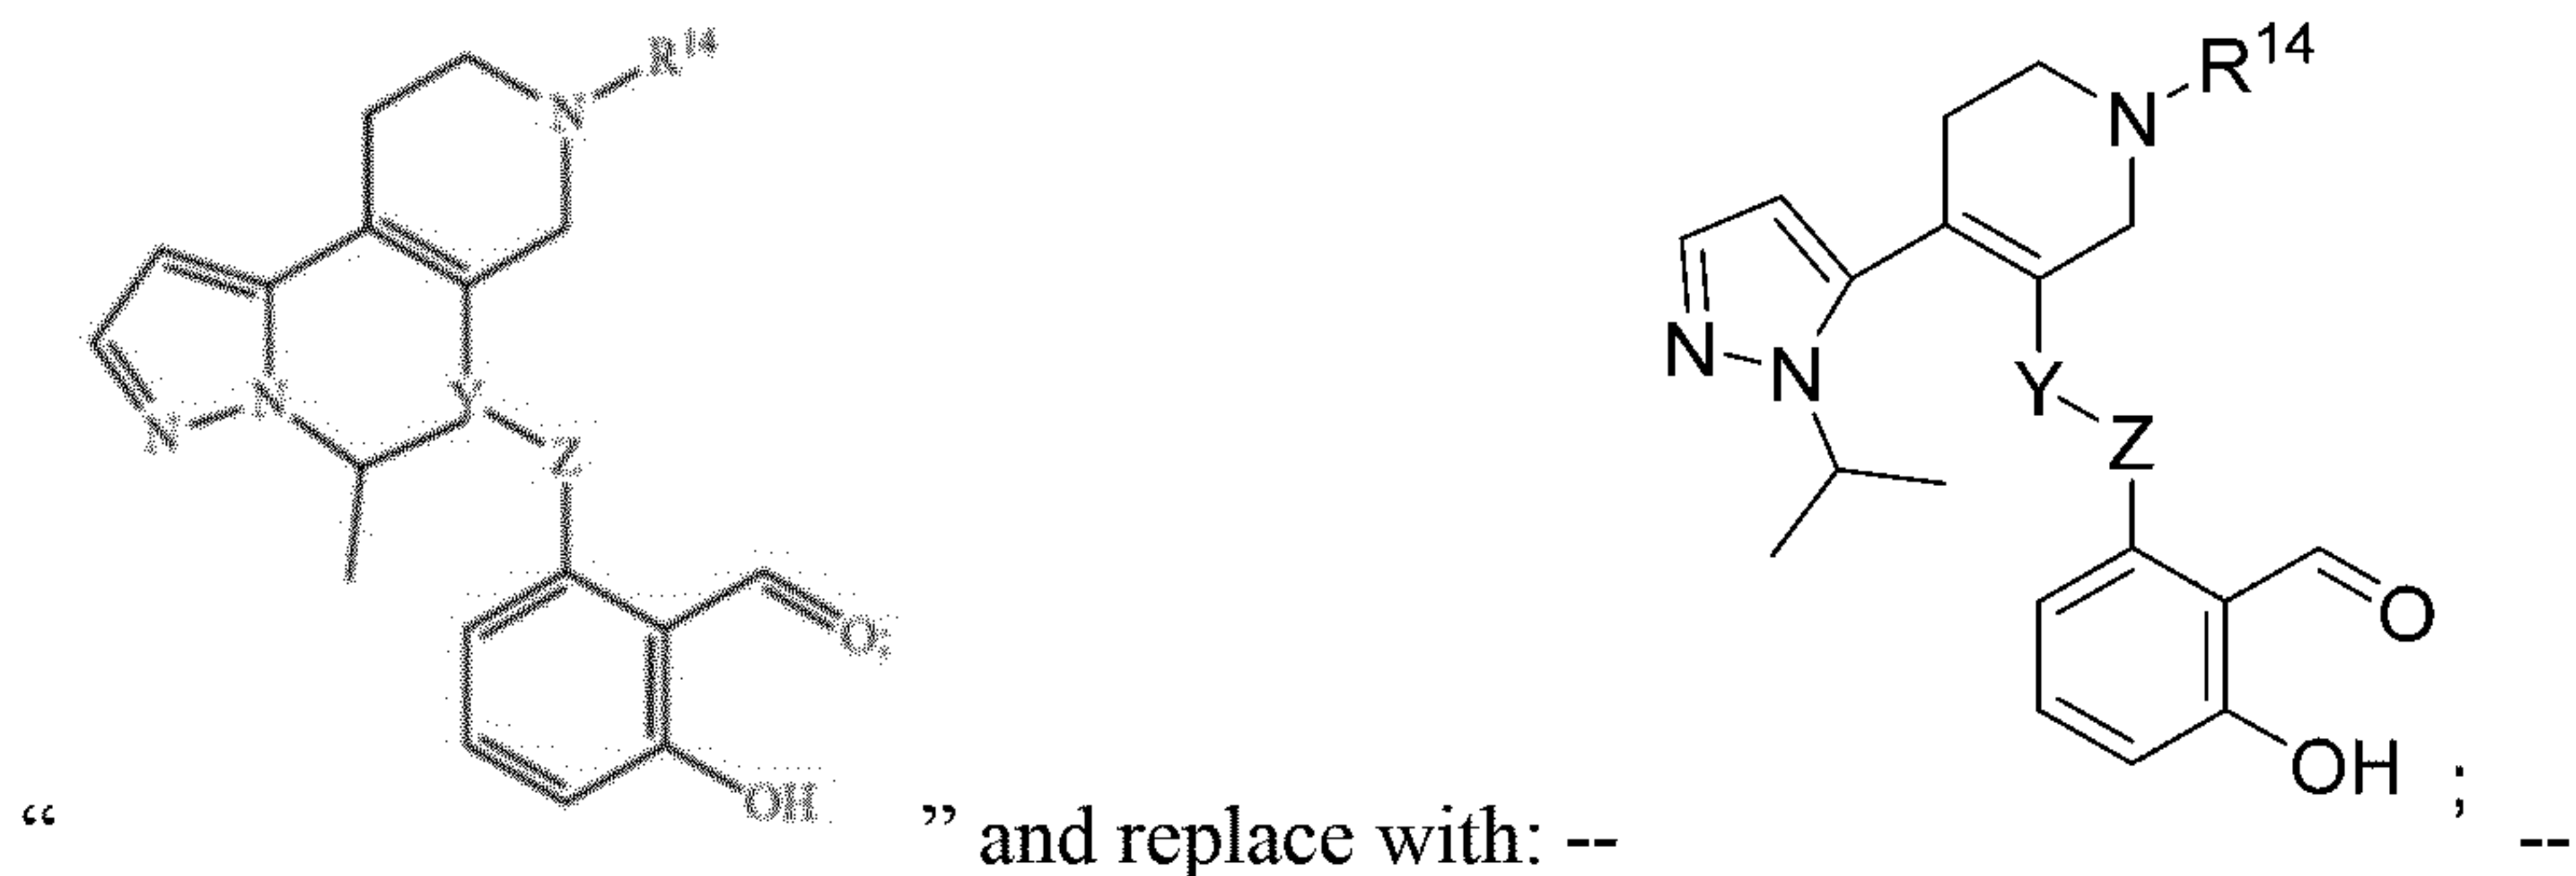 R¹⁴
N
N
Y
N
Z
O;
OH
R¹⁴
N
N
N
Y
Z
O
OH
;
“ ” and replace with: -- --